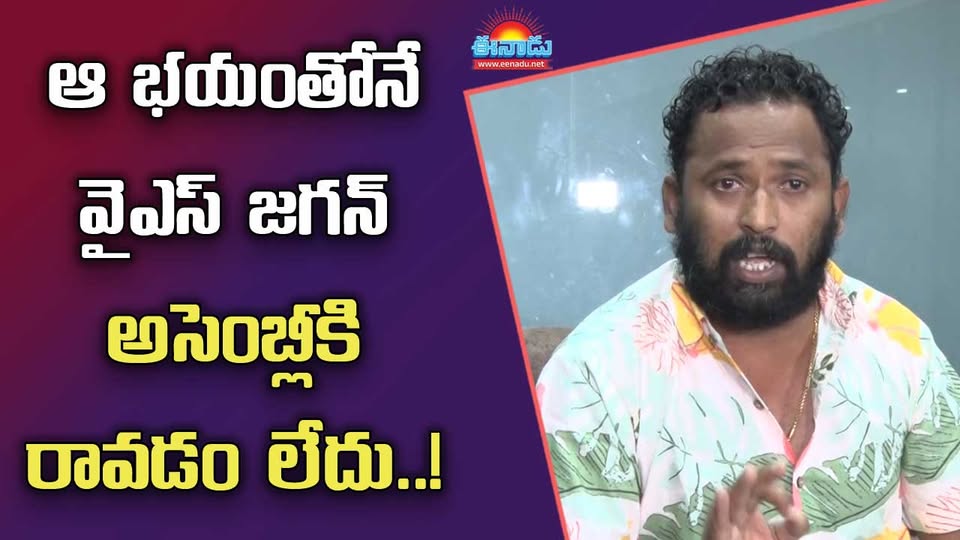 ఈనాడు
www.eenadu.net
ఆ భయంతోనే
వైఎస్ జగన్
అసెంబ్లీకి
రావడం లేదు..!